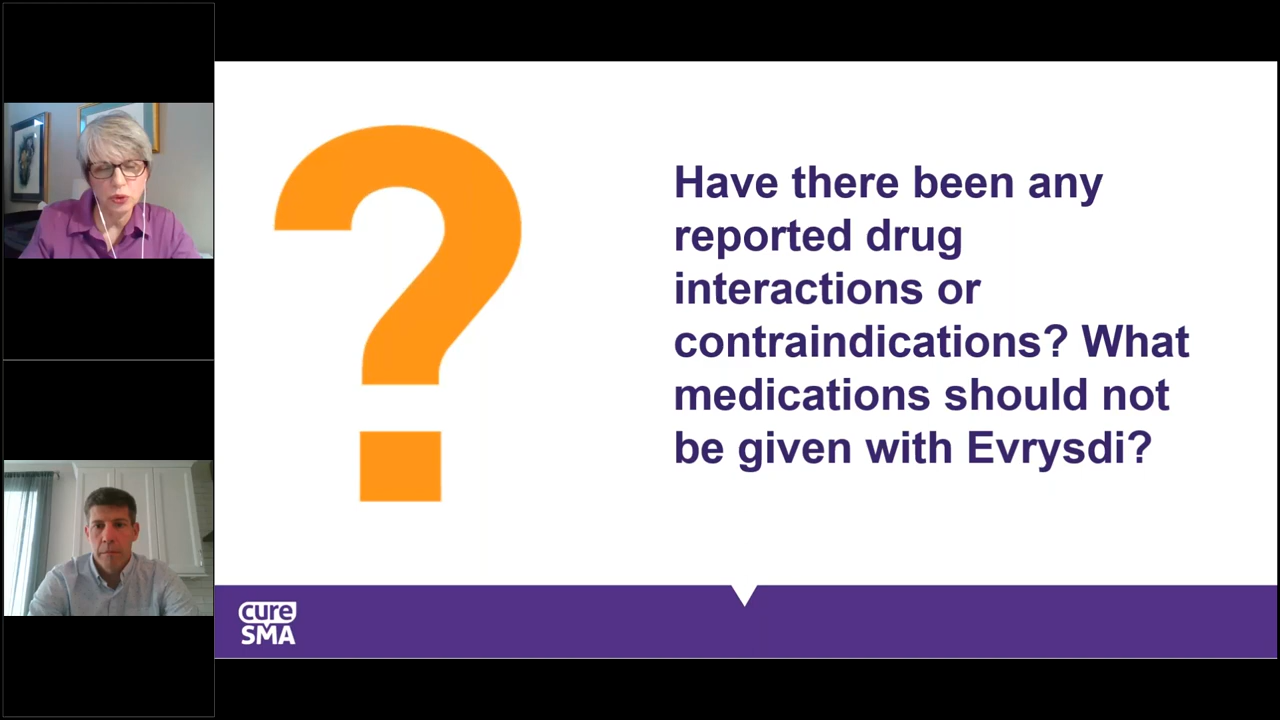 Have there been any
reported drug
interactions or
contraindications? What
medications should not
be given with Evrysdi?
cure
SMA